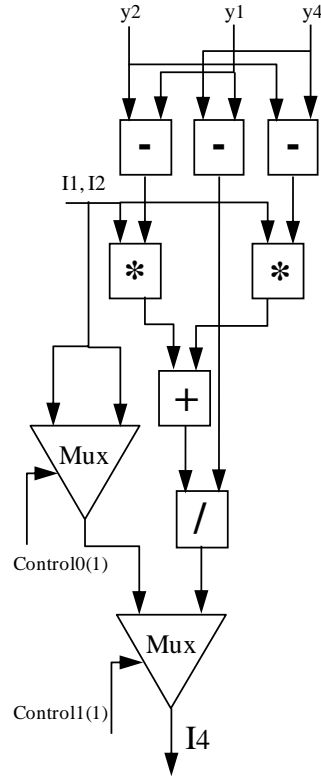 y2 y1 y4
- - -
I1, I2
* *
+
Mux
/
Control0(1)
Mux
Control1(1)
I4